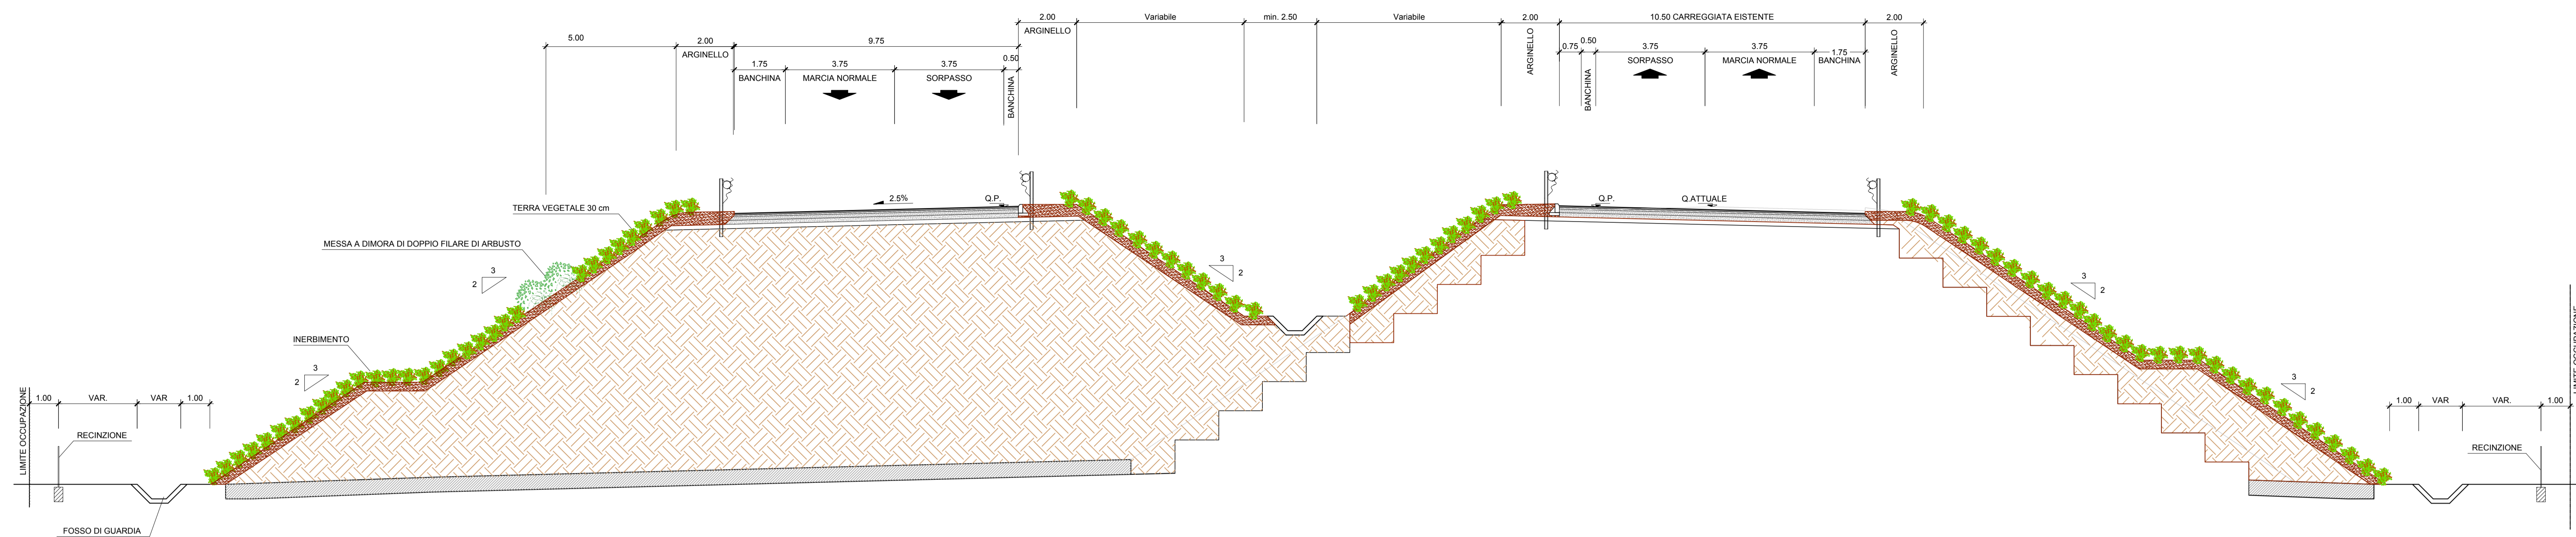 2.00
Variabile
min. 2.50
Variabile
2.00
10.50 CARREGGIATA EISTENTE
2.00
ARGINELLO
5.00
2.00
9.75
ARGINELLO
ARGINELLO
ARGINELLO
0.75
0.50
3.75
3.75
1.75
SORPASSO
MARCIA NORMALE
BANCHINA
BANCHINA
1.75
3.75
3.75
0.50
BANCHINA
MARCIA NORMALE
SORPASSO
BANCHINA
2.5%
Q.P.
Q.P.
Q.ATTUALE
TERRA VEGETALE 30 cm
MESSA A DIMORA DI DOPPIO FILARE DI ARBUSTO
3
2
3
2
3
2
INERBIMENTO
3
2
3
2
LIMITE OCCUPAZIONE
1.00
VAR.
VAR
1.00
RECINZIONE
FOSSO DI GUARDIA
1.00
VAR
VAR.
1.00
RECINZIONE
LIMITE OCCUPAZIONE